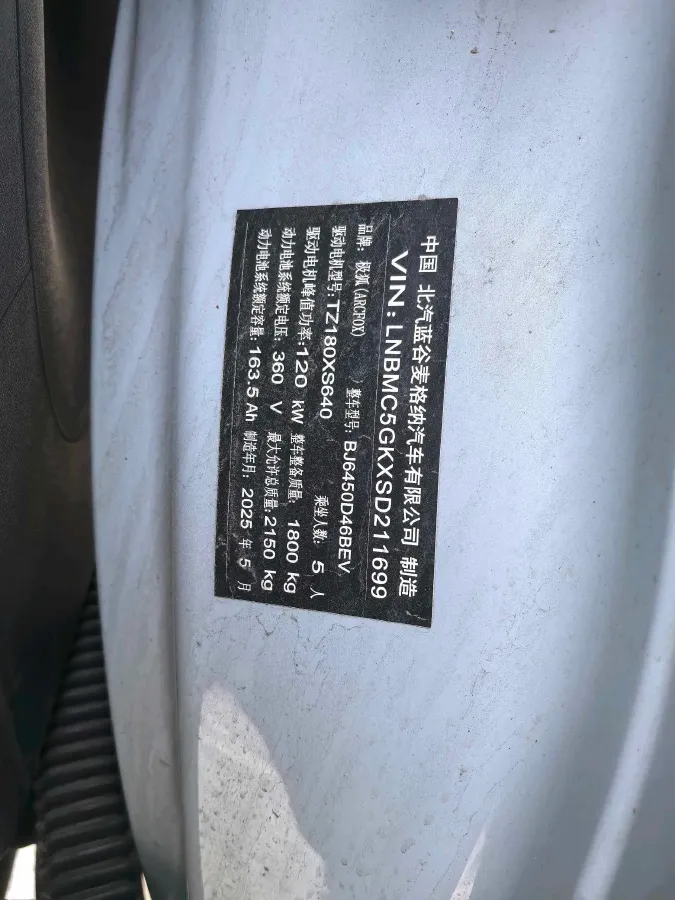 中国 北汽蓝谷麦格纳汽车有限公司 制造
VIN:LNBMC5GKXSD211699
品牌: 极狐(ARCFOX) 整车型号: BJ6450D46BEV
驱动电机型号:TZ180XS640 乘坐人数: 5 人
驱动电机峰值功率:120 kW 整车整备质量: 1800 kg
动力电池系统额定电压: 360 V 最大允许总质量:2150 kg
动力电池系统额定容量:163.5 Ah 制造年月: 2025 年 5 月